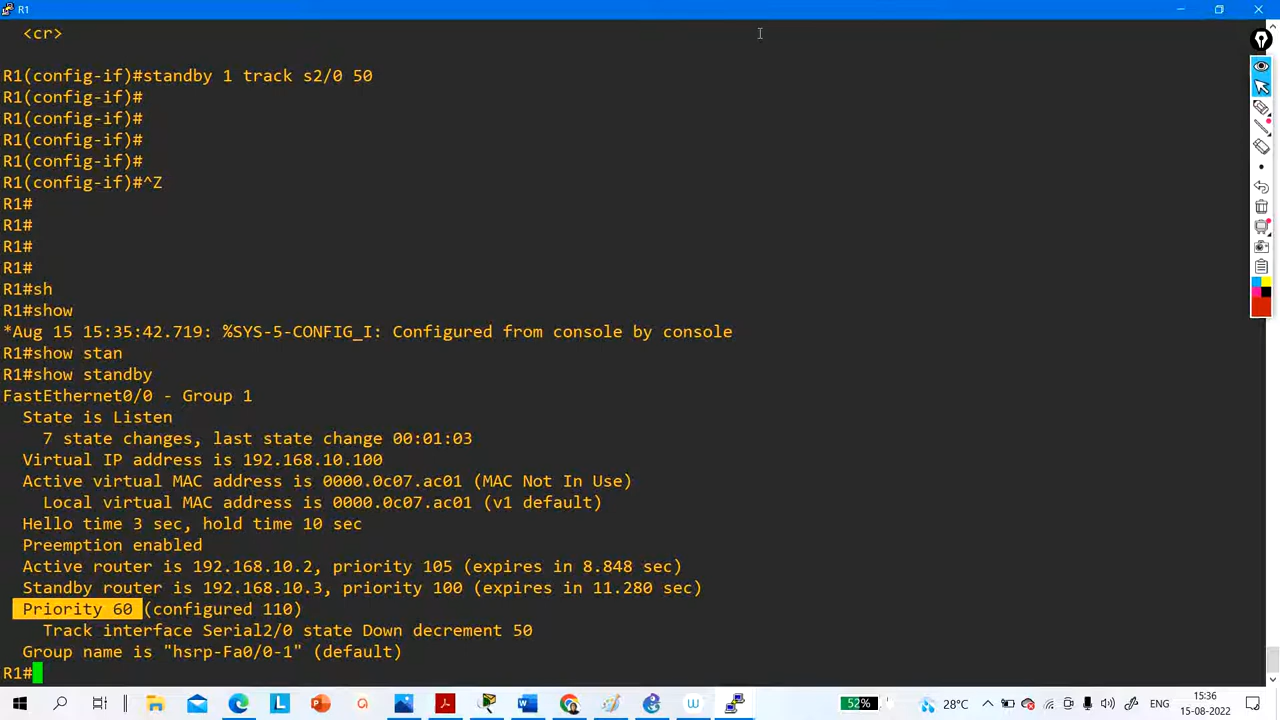 R1
<cr>
R1(config-if)#standby 1 track s2/0 50
R1(config-if)#
R1(config-if)#
R1(config-if)#
R1(config-if)#
R1(config-if)#^Z
R1#
R1#
R1#
R1#
R1#sh
R1#show
*Aug 15 15:35:42.719: %SYS-5-CONFIG_I: Configured from console by console
R1#show stan
R1#show standby
FastEthernet0/0 - Group 1
State is Listen
7 state changes, last state change 00:01:03
Virtual IP address is 192.168.10.100
Active virtual MAC address is 0000.0c07.ac01 (MAC Not In Use)
Local virtual MAC address is 0000.0c07.ac01 (v1 default)
Hello time 3 sec, hold time 10 sec
Preemption enabled
Active router is 192.168.10.2, priority 105 (expires in 8.848 sec)
Standby router is 192.168.10.3, priority 100 (expires in 11.280 sec)
Priority 60 (configured 110)
Track interface Serial2/0 state Down decrement 50
Group name is "hsrp-Fa0/0-1" (default)
R1#
52%
28°C
ENG
15:36
15-08-2022